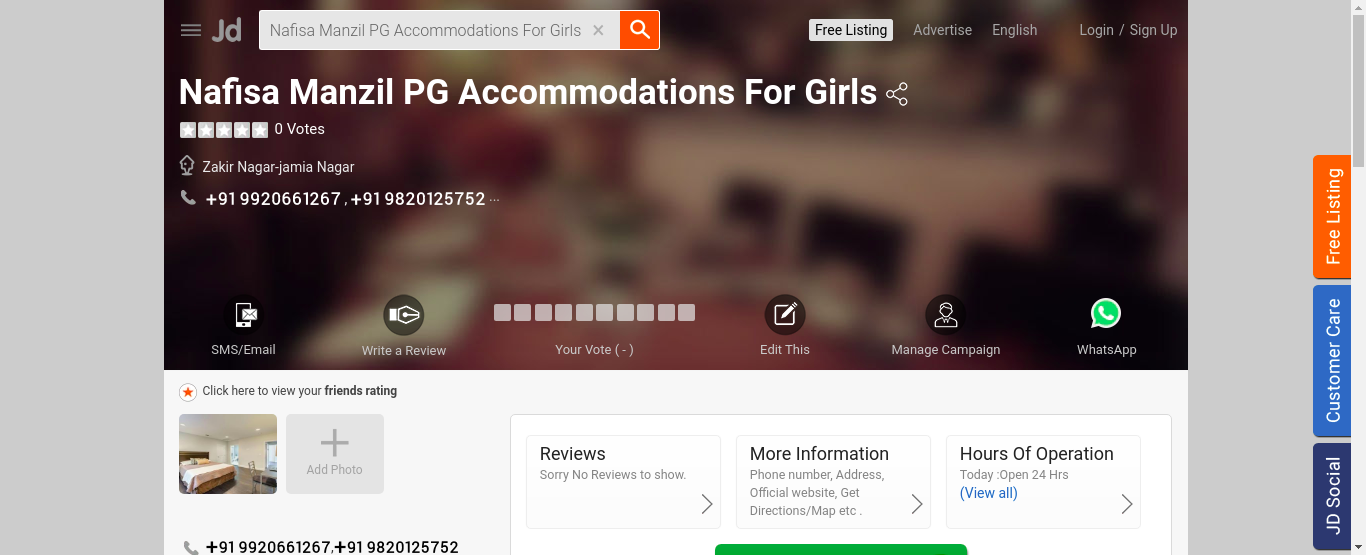 Jd
Nafisa Manzil PG Accommodations For Girls
Free Listing
Advertise
English
Login / Sign Up
Nafisa Manzil PG Accommodations For Girls
0 Votes
Zakir Nagar-jamia Nagar
+91 9920661267 , +91 9820125752 ...
SMS/Email
Write a Review
Your Vote ( - )
Edit This
Manage Campaign
WhatsApp
Click here to view your friends rating
Add Photo
Reviews
Sorry No Reviews to show.
More Information
Phone number, Address,
Official website, Get
Directions/Map etc .
Hours Of Operation
Today :Open 24 Hrs
(View all)
+91 9920661267,+91 9820125752
Free Listing
Customer Care
JD Social